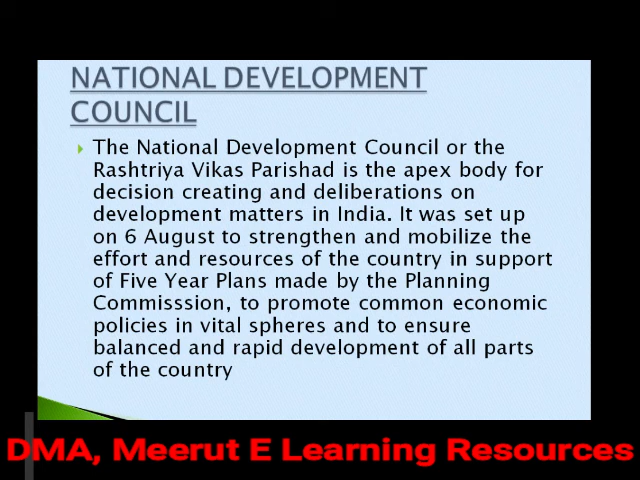 NATIONAL DEVELOPMENT
COUNCIL
The National Development Council or the
Rashtriya Vikas Parishad is the apex body for
decision creating and deliberations on
development matters in India. It was set up
on 6 August to strengthen and mobilize the
effort and resources of the country in support
of Five Year Plans made by the Planning
Commisssion, to promote common economic
policies in vital spheres and to ensure
balanced and rapid development of all parts
of the country
DMA, Meerut E Learning Resources